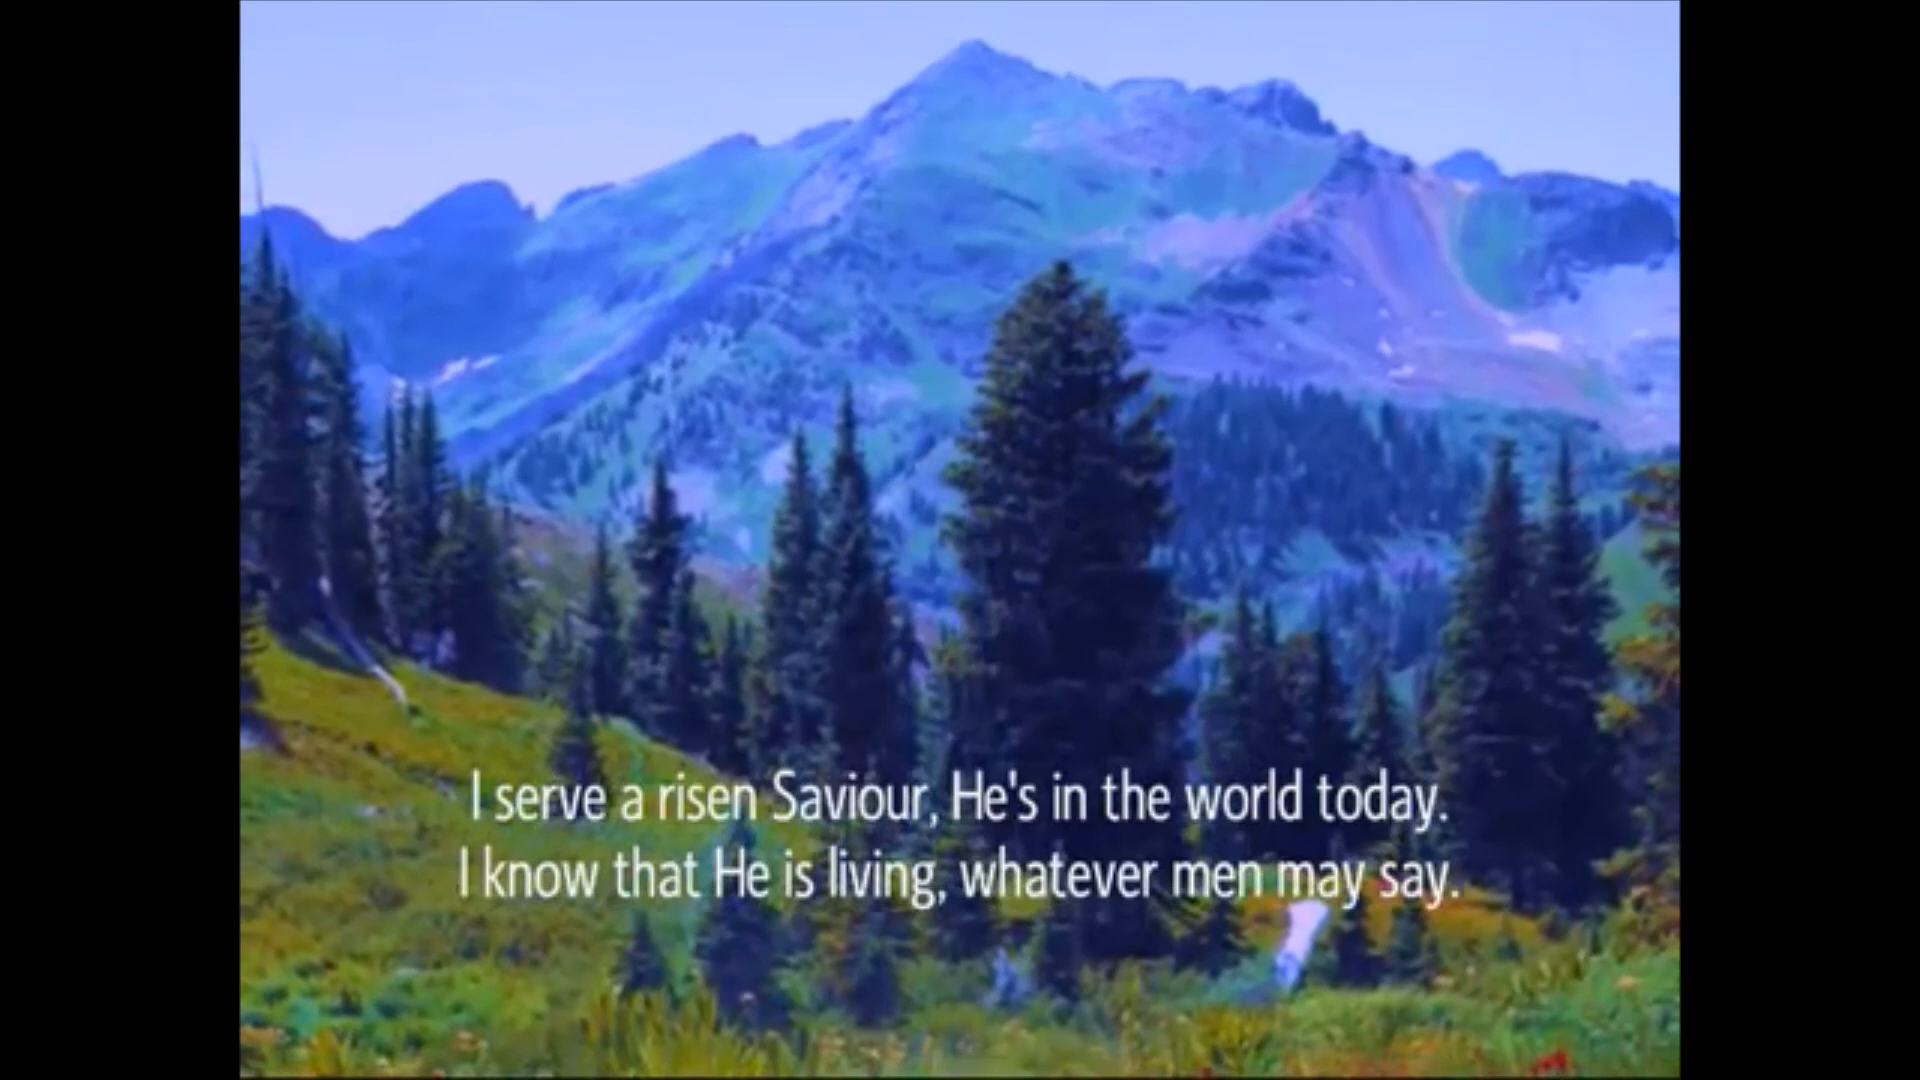 I serve a risen Saviour, He's in the world today.
I know that He is living, whatever men may say.